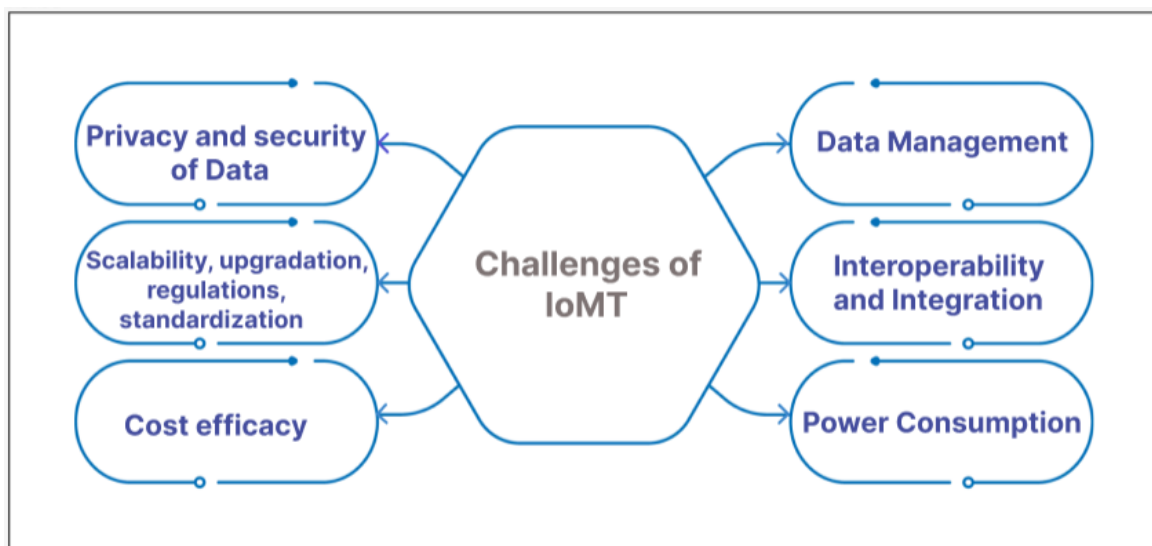 Privacy and security
of Data
Scalability, upgradation,
regulations,
standardization
Cost efficacy
Challenges of
IoMT
Data Management
Interoperability
and Integration
Power Consumption